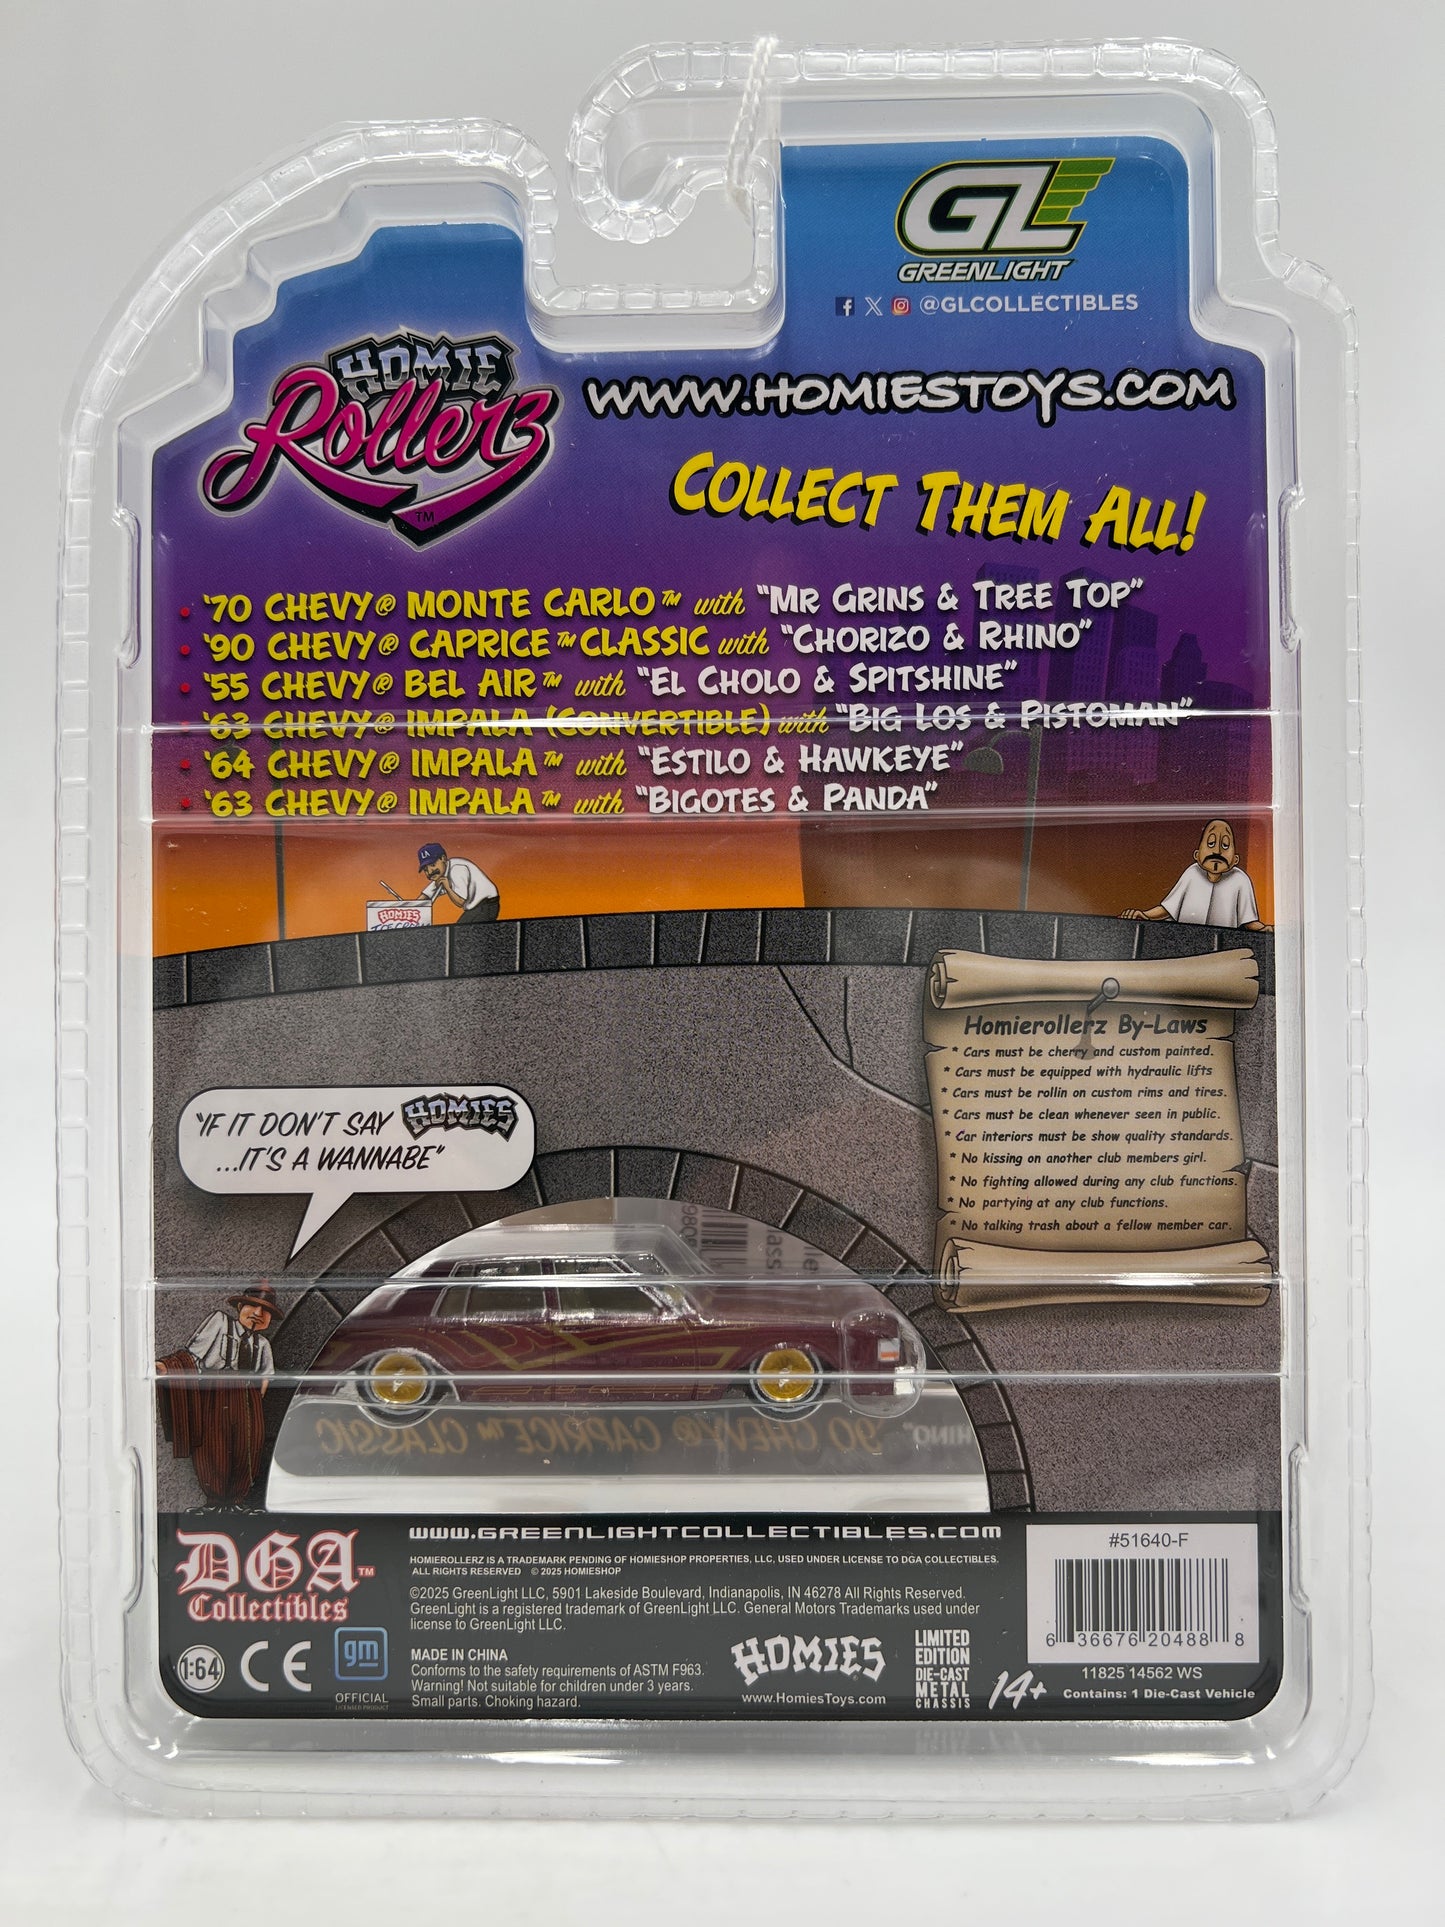 GL
GREENLIGHT
@GLCOLLECTIBLES
HOMIE
Rollerz
™
WWW.HOMIESTOYS.COM
COLLECT THEM ALL!
• '70 CHEVY® MONTE CARLO™ with "MR GRINS & TREE TOP"
• '90 CHEVY® CAPRICE™ CLASSIC with "CHORIZO & RHINO"
• '55 CHEVY® BEL AIR™ with "EL CHOLO & SPITSHINE"
• '63 CHEVY® IMPALA (CONVERTIBLE) with "BIG LOS & PISTOMAN"
• '64 CHEVY® IMPALA™ with "ESTILO & HAWKEYE"
• '63 CHEVY® IMPALA™ with "BIGOTES & PANDA"
LA
HOMIES
Homierollerz By-Laws
* Cars must be cherry and custom painted.
* Cars must be equipped with hydraulic lifts
* Cars must be rollin on custom rims and tires.
* Cars must be clean whenever seen in public.
* Car interiors must be show quality standards.
* No kissing on another club members girl.
* No fighting allowed during any club functions.
* No partying at any club functions.
* No talking trash about a fellow member car.
"IF IT DON'T SAY HOMIES
...IT'S A WANNABE"
'90 CHEVY® CAPRICE™ CLASSIC
DGA™
Collectibles
WWW.GREENLIGHTCOLLECTIBLES.COM
HOMIEROLLERZ IS A TRADEMARK PENDING OF HOMIESHOP PROPERTIES, LLC, USED UNDER LICENSE TO DGA COLLECTIBLES.
ALL RIGHTS RESERVED © 2025 HOMIESHOP
©2025 GreenLight LLC, 5901 Lakeside Boulevard, Indianapolis, IN 46278 All Rights Reserved.
GreenLight is a registered trademark of GreenLight LLC. General Motors Trademarks used under
license to GreenLight LLC.
MADE IN CHINA
Conforms to the safety requirements of ASTM F963.
Warning! Not suitable for children under 3 years.
Small parts. Choking hazard.
1:64
CE
gm
OFFICIAL
LICENSED PRODUCT
HOMIES
www.HomiesToys.com
LIMITED
EDITION
DIE-CAST
METAL
CHASSIS
14+
#51640-F
6 36676 20488 8
11825 14562 WS
Contains: 1 Die-Cast Vehicle